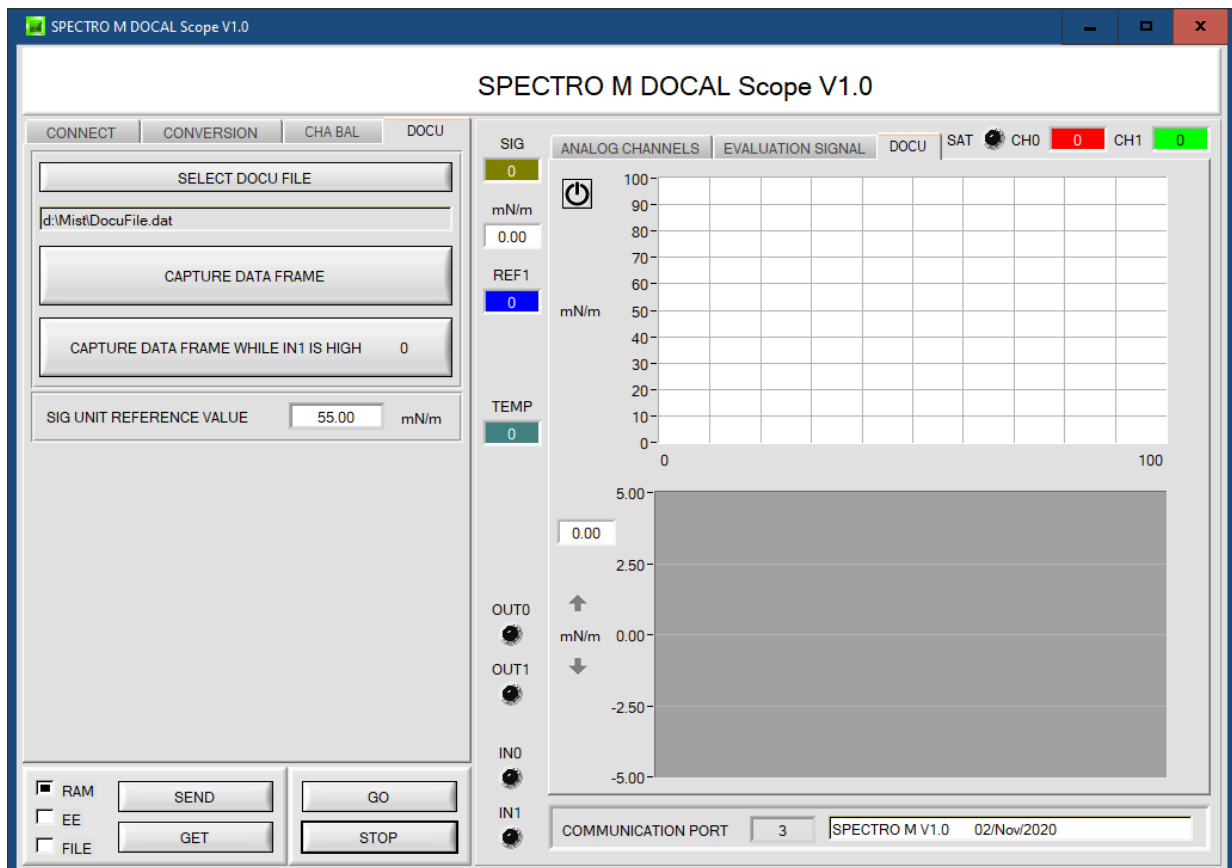 SPECTRO M DOCAL Scope V1.0
SPECTRO M DOCAL Scope V1.0
CONNECT CONVERSION CHA BAL DOCU
SELECT DOCU FILE
d:\Mist\DocuFile.dat
CAPTURE DATA FRAME
CAPTURE DATA FRAME WHILE IN1 IS HIGH 0
SIG UNIT REFERENCE VALUE 55.00 mN/m
RAM
EE
FILE
SEND
GET
GO
STOP
SIG
0
mN/m
0.00
REF1
0
TEMP
0
OUT0
OUT1
IN0
IN1
ANALOG CHANNELS EVALUATION SIGNAL DOCU SAT CH0 0 CH1 0
100
90
80
70
60
mN/m 50
40
30
20
10
0
0 100
5.00
0.00
2.50
mN/m 0.00
-2.50
-5.00
COMMUNICATION PORT 3 SPECTRO M V1.0 02/Nov/2020